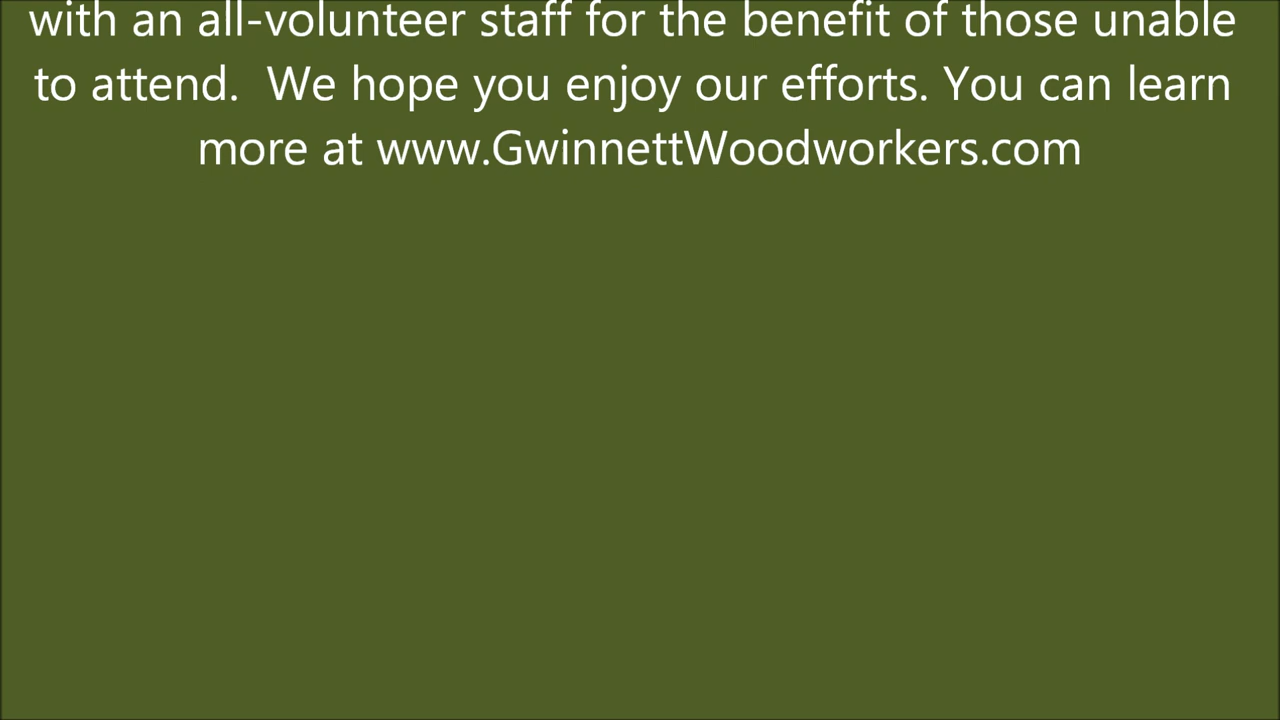 with an all-volunteer staff for the benefit of those unable
to attend.  We hope you enjoy our efforts. You can learn
more at www.GwinnettWoodworkers.com